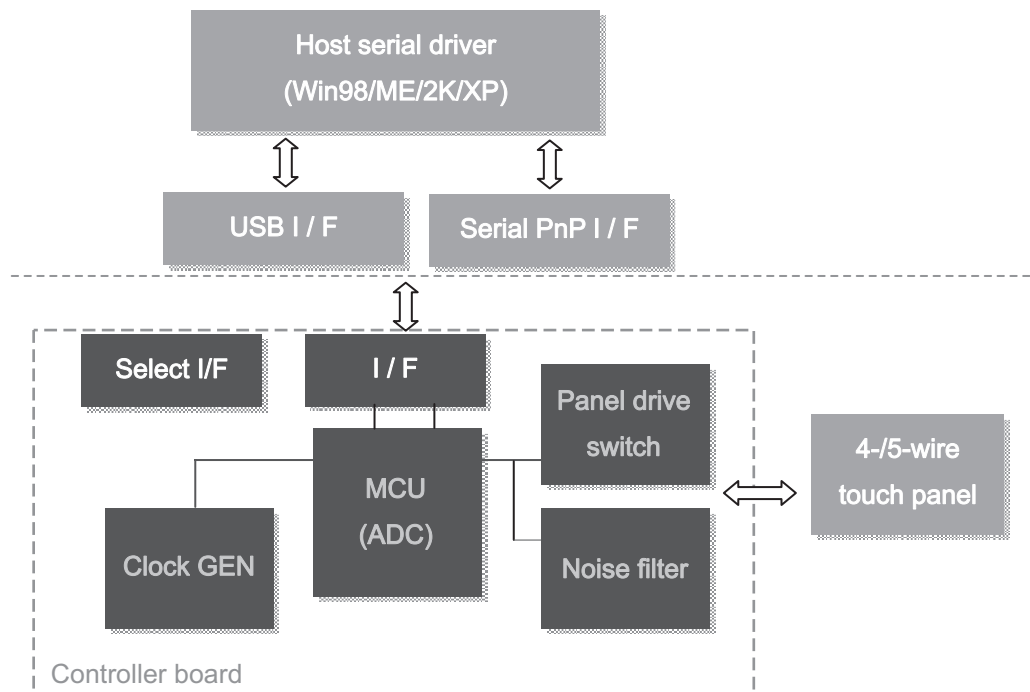 Host serial driver
(Win98/ME/2K/XP)
USB I / F
Serial PnP I / F
Select I/F
I / F
Panel drive
switch
MCU
(ADC)
4-/5-wire
touch panel
Clock GEN
Noise filter
Controller board